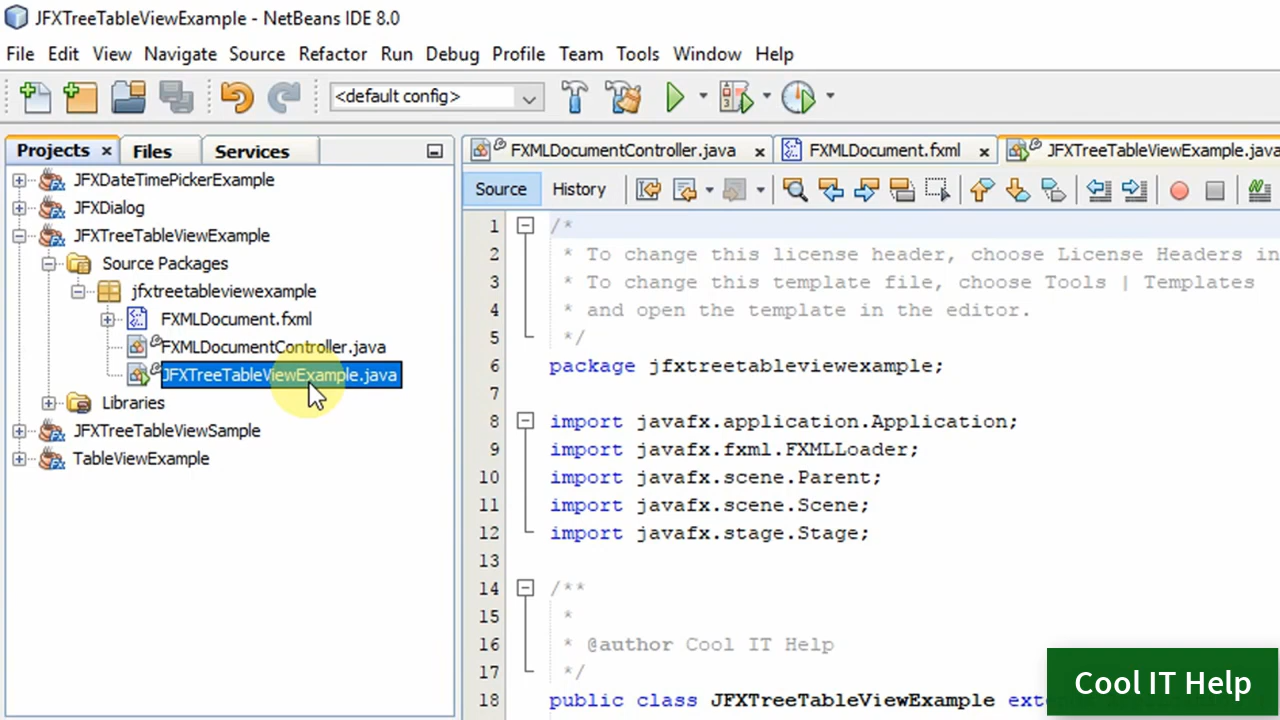 JFXTreeTableViewExample - NetBeans IDE 8.0
File Edit View Navigate Source Refactor Run Debug Profile Team Tools Window Help
<default config>
Projects Files Services
JFXDateTimePickerExample
JFXDialog
JFXTreeTableViewExample
Source Packages
jfxtreetableviewexample
FXMLDocument.fxml
FXMLDocumentController.java
JFXTreeTableViewExample.java
Libraries
JFXTreeTableViewSample
TableViewExample
FXMLDocumentController.java FXMLDocument.fxml JFXTreeTableViewExample.java
Source History
1 /*
2 * To change this license header, choose License Headers in
3 * To change this template file, choose Tools | Templates
4 * and open the template in the editor.
5 */
6 package jfxtreetableviewexample;
7
8 import javafx.application.Application;
9 import javafx.fxml.FXMLLoader;
10 import javafx.scene.Parent;
11 import javafx.scene.Scene;
12 import javafx.stage.Stage;
13
14 /**
15 *
16 * @author Cool IT Help
17 */
18 public class JFXTreeTableViewExample
Cool IT Help